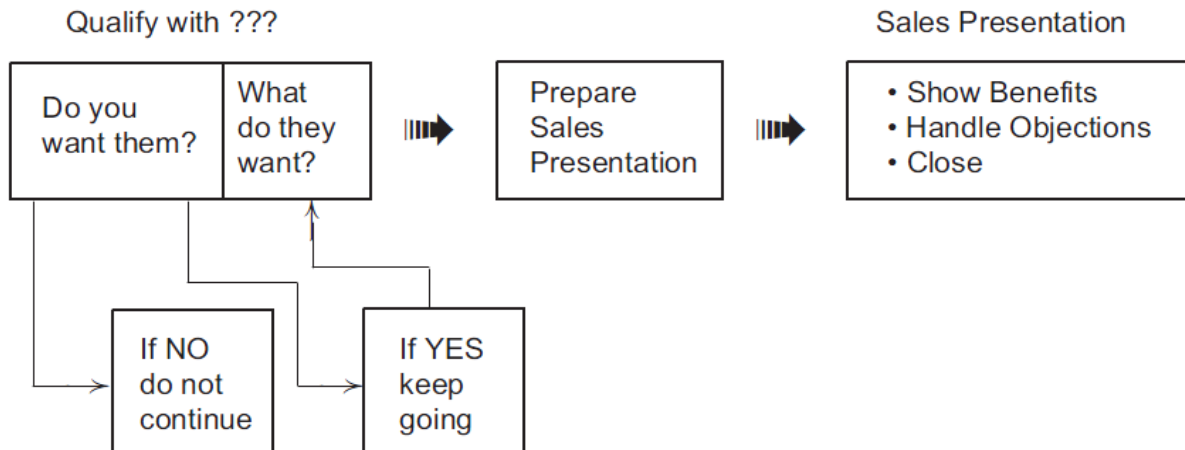 Qualify with ???
Sales Presentation
Do you
want them?
What
do they
want?
Prepare
Sales
Presentation
• Show Benefits
• Handle Objections
• Close
If NO
do not
continue
If YES
keep
going